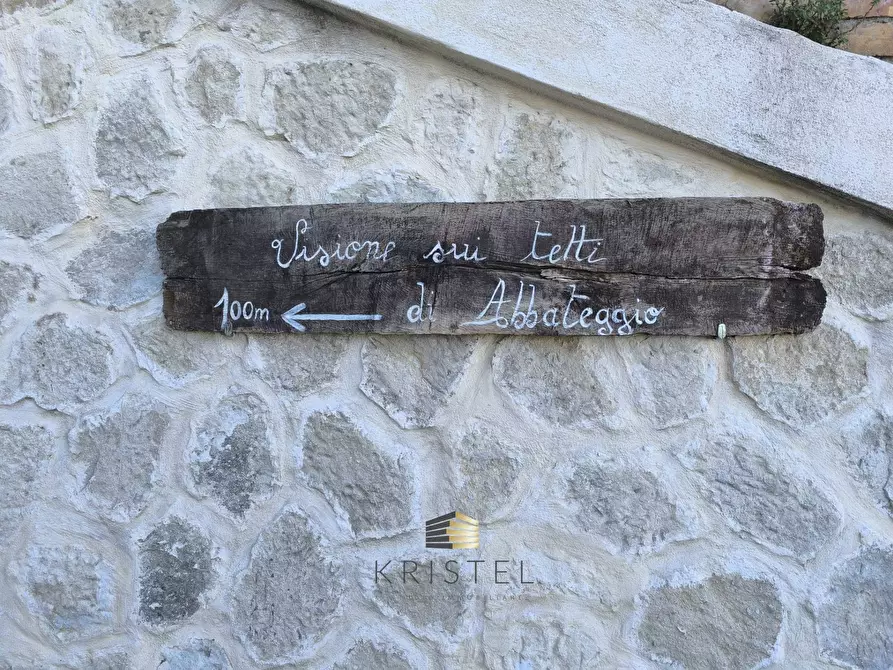 Visione sui tetti
100m ← di Abbateggio
KRISTEL